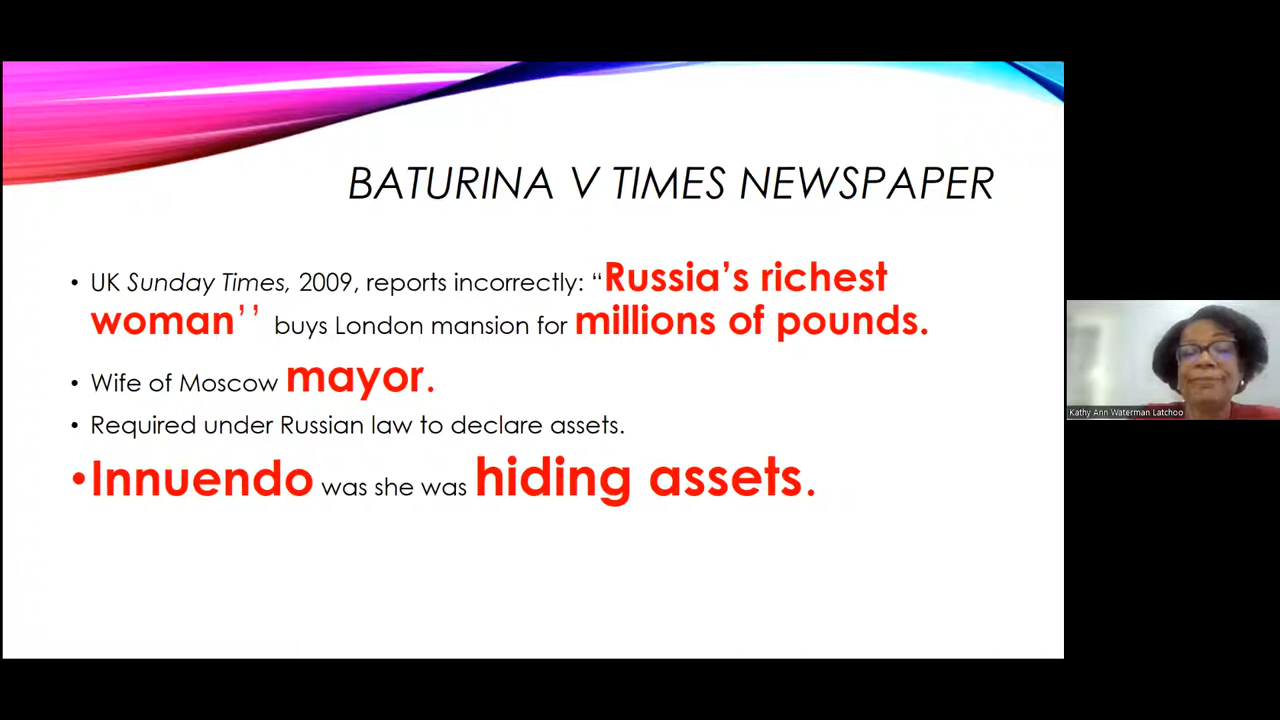 BATURINA V TIMES NEWSPAPER
• UK Sunday Times, 2009, reports incorrectly: “Russia’s richest
woman’’ buys London mansion for millions of pounds.
• Wife of Moscow mayor.
• Required under Russian law to declare assets.
•Innuendo was she was hiding assets.
Kathy Ann Waterman Latchoo